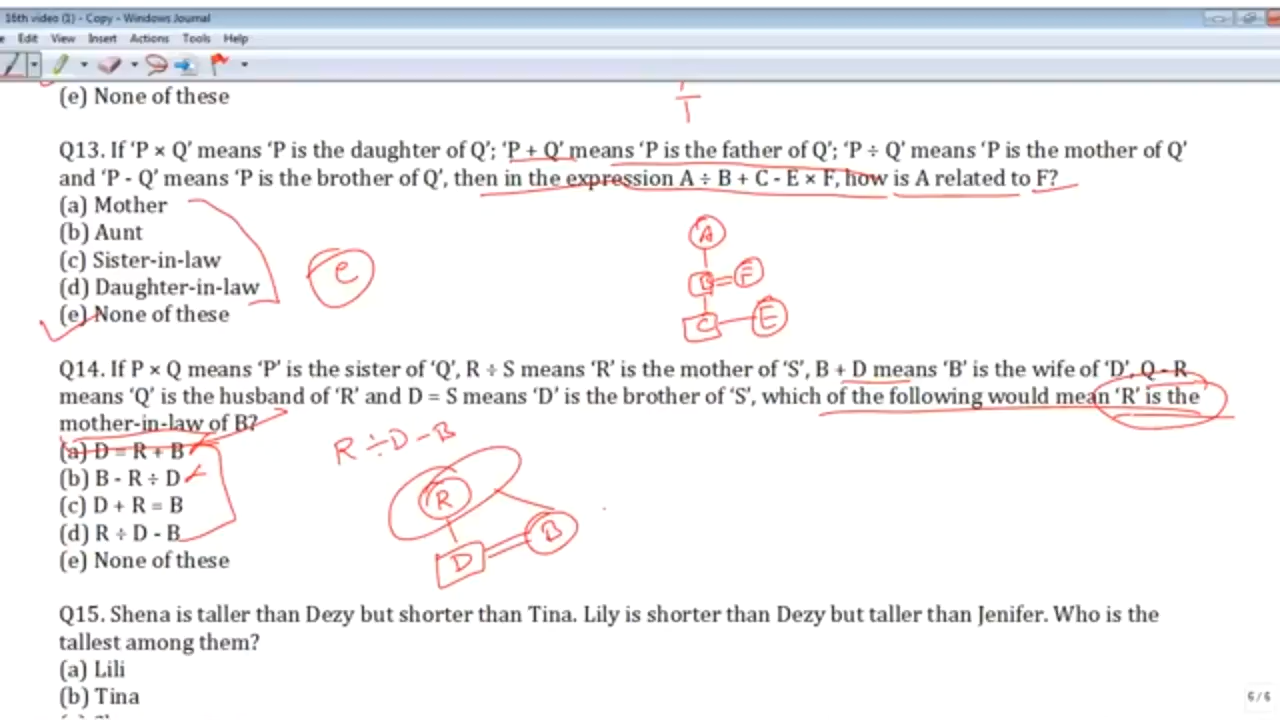 16th video (1) - Copy - Windows Journal
Edit View Insert Actions Tools Help
(e) None of these
T
Q13. If 'P × Q' means 'P is the daughter of Q'; 'P + Q' means 'P is the father of Q'; 'P ÷ Q' means 'P is the mother of Q'
and 'P - Q' means 'P is the brother of Q', then in the expression A ÷ B + C - E × F, how is A related to F?
(a) Mother
(b) Aunt
(c) Sister-in-law
(d) Daughter-in-law
(e) None of these
e
A
B F
C E
Q14. If P × Q means 'P' is the sister of 'Q', R ÷ S means 'R' is the mother of 'S', B + D means 'B' is the wife of 'D', Q - R
means 'Q' is the husband of 'R' and D = S means 'D' is the brother of 'S', which of the following would mean 'R' is the
mother-in-law of B?
(a) D = R + B
(b) B - R ÷ D
(c) D + R = B
(d) R ÷ D - B
(e) None of these
R ÷ D - B
R
D B
Q15. Shena is taller than Dezy but shorter than Tina. Lily is shorter than Dezy but taller than Jenifer. Who is the
tallest among them?
(a) Lili
(b) Tina
6/6